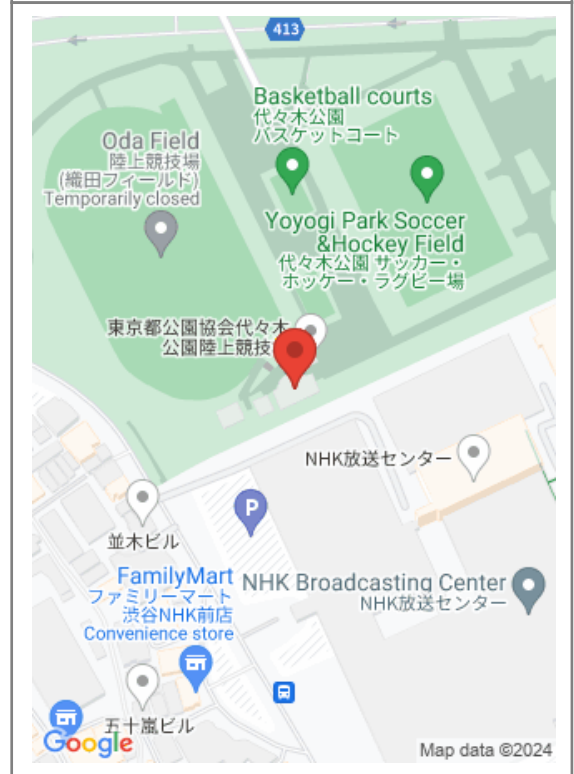 413
Basketball courts
代々木公園
バスケットコート
Oda Field
陸上競技場
(織田フィールド)
Temporarily closed
Yoyogi Park Soccer
&Hockey Field
代々木公園 サッカー・
ホッケー・ラグビー場
東京都公園協会代々木
公園陸上競技
NHK放送センター
P
並木ビル
FamilyMart
ファミリーマート
渋谷NHK前店
Convenience store
NHK Broadcasting Center
NHK放送センター
五十嵐ビル
Google
Map data ©2024